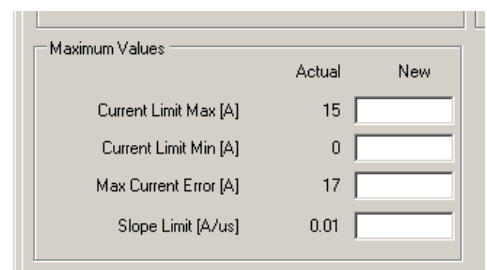 Maximum Values
Actual New
Current Limit Max [A] 15
Current Limit Min [A] 0
Max Current Error [A] 17
Slope Limit [A/us] 0.01